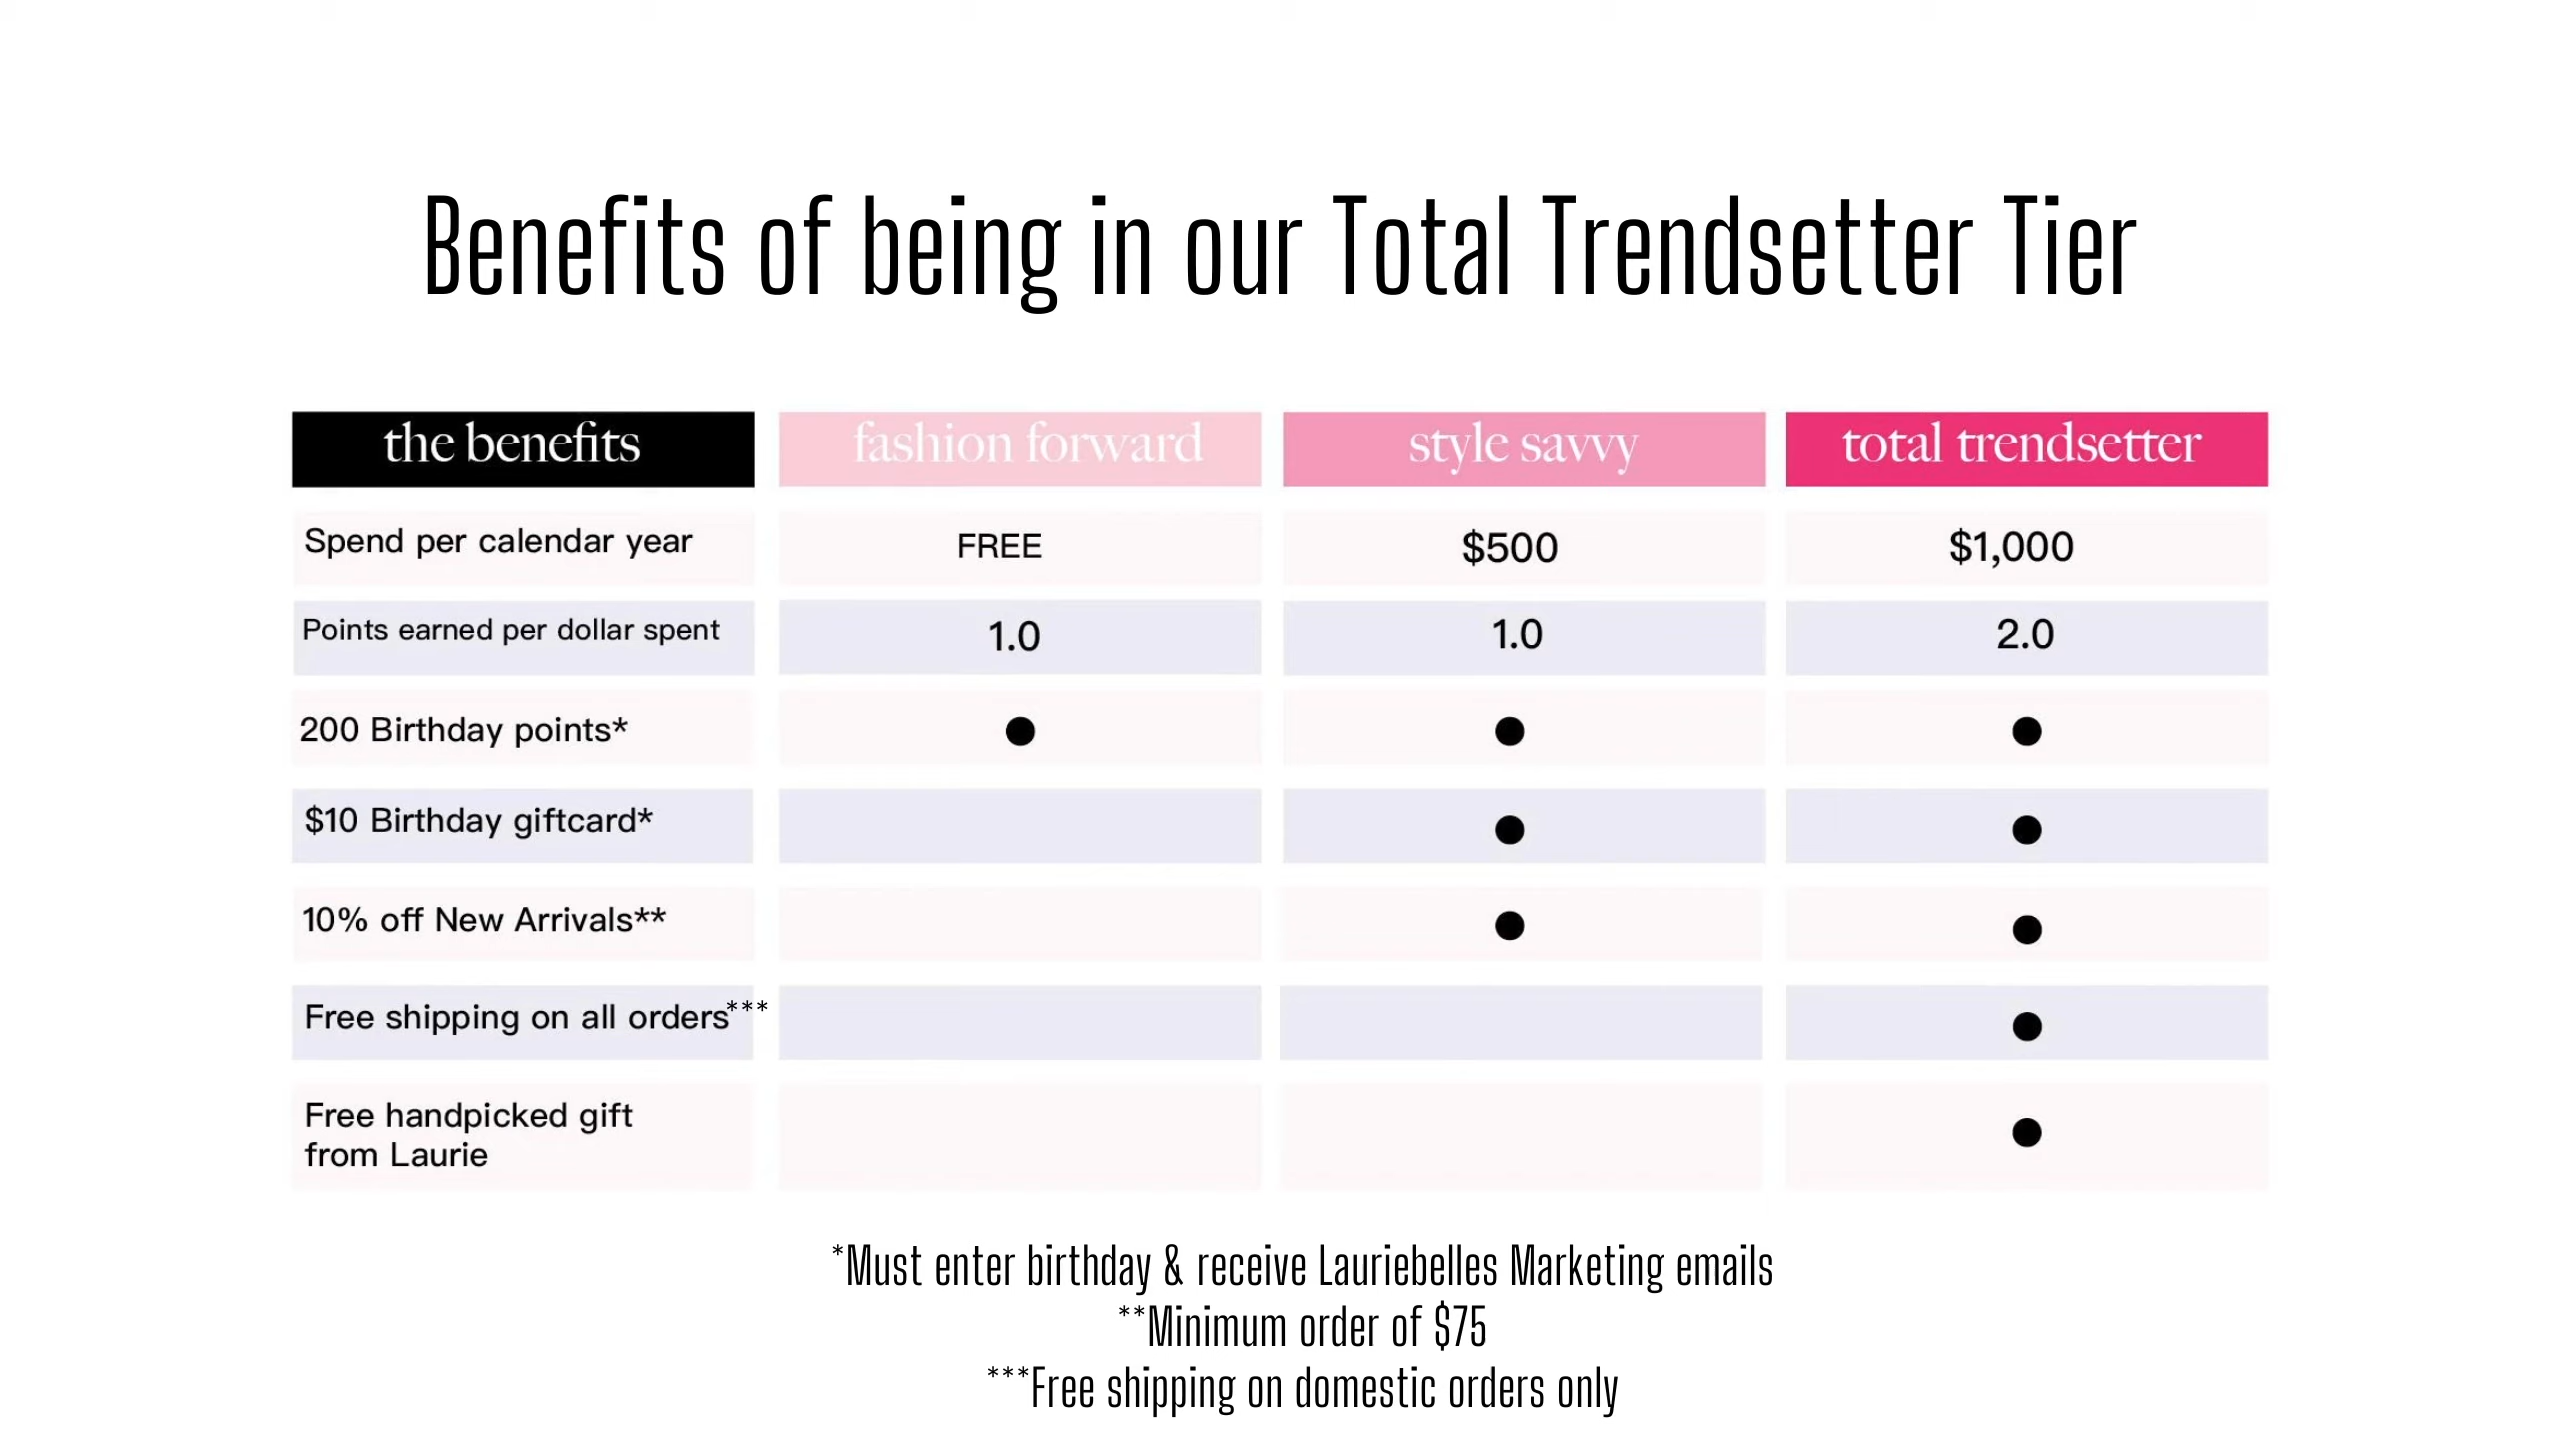 Benefits of being in our Total Trendsetter Tier
the benefits fashion forward style savvy total trendsetter
Spend per calendar year FREE $500 $1,000
Points earned per dollar spent 1.0 1.0 2.0
200 Birthday points* ● ● ●
$10 Birthday giftcard* ● ●
10% off New Arrivals** ● ●
Free shipping on all orders*** ●
Free handpicked gift ●
from Laurie
*Must enter birthday & receive Lauriebelles Marketing emails
**Minimum order of $75
***Free shipping on domestic orders only